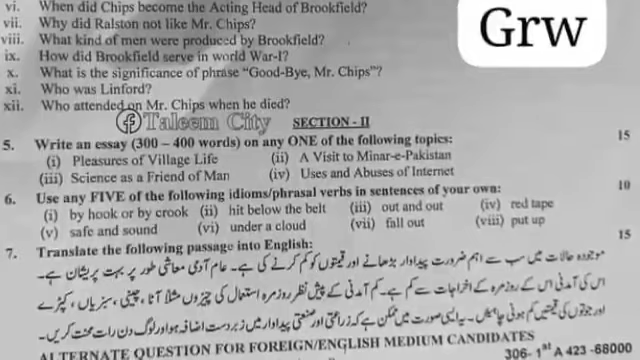 vi. When did Chips become the Acting Head of Brookfield?
vii. Why did Ralston not like Mr. Chips?
viii. What kind of men were produced by Brookfield?
ix. How did Brookfield serve in world War-I?
x. What is the significance of phrase "Good-Bye, Mr. Chips"?
xi. Who was Linford?
xii. Who attended on Mr. Chips when he died?
Grw
Taleem City
SECTION - II
5. Write an essay (300 – 400 words) on any ONE of the following topics: 15
(i) Pleasures of Village Life (ii) A Visit to Minar-e-Pakistan
(iii) Science as a Friend of Man (iv) Uses and Abuses of Internet
6. Use any FIVE of the following idioms/phrasal verbs in sentences of your own: 10
(i) by hook or by crook (ii) hit below the belt (iii) out and out (iv) red tape
(v) safe and sound (vi) under a cloud (vii) fall out (viii) put up
7. Translate the following passage into English: 15
موجودہ حالات میں سب سے اہم ضرورت پیداوار بڑھانے اور قیمتوں کو کم کرنے کی ہے۔ عام آدمی معاشی طور پر بہت پریشان ہے۔
اس کی آمدنی اس کے روزمرہ کے اخراجات سے کم ہے۔ کم آمدنی کے پیش نظر روزمرہ استعمال کی چیزوں مثلاً آٹا، چینی، سبزیاں، کپڑے
اور جوتوں کی قیمتیں کم ہونی چاہئیں۔ یہ ایسی صورت میں ممکن ہے کہ زراعتی اور صنعتی پیداوار میں زبردست اضافہ ہو اور لوگ دن رات محنت کریں۔
ALTERNATE QUESTION FOR FOREIGN/ENGLISH MEDIUM CANDIDATES
306- 1st A 423 -68000